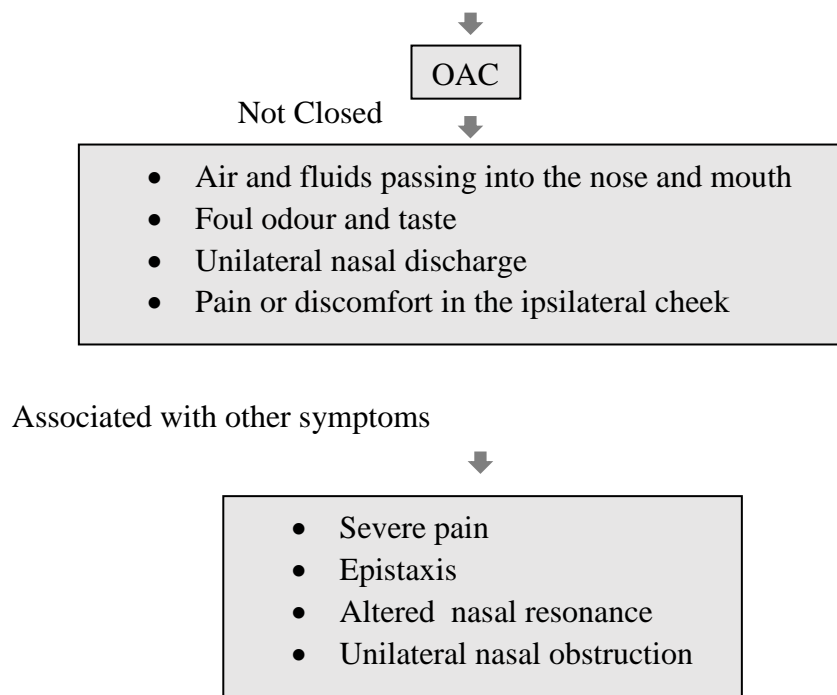 OAC
Not Closed
• Air and fluids passing into the nose and mouth
• Foul odour and taste
• Unilateral nasal discharge
• Pain or discomfort in the ipsilateral cheek
Associated with other symptoms
• Severe pain
• Epistaxis
• Altered  nasal resonance
• Unilateral nasal obstruction